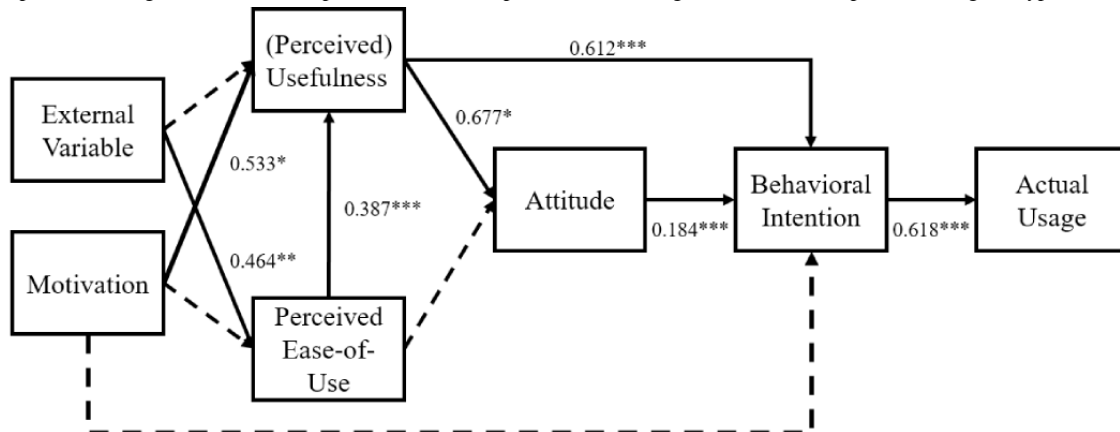 (Perceived)
Usefulness
0.612***
External
Variable
0.677*
0.533*
0.387***
Attitude
Behavioral
Intention
Actual
Usage
0.184***
0.618***
Motivation
0.464**
Perceived
Ease-of-
Use